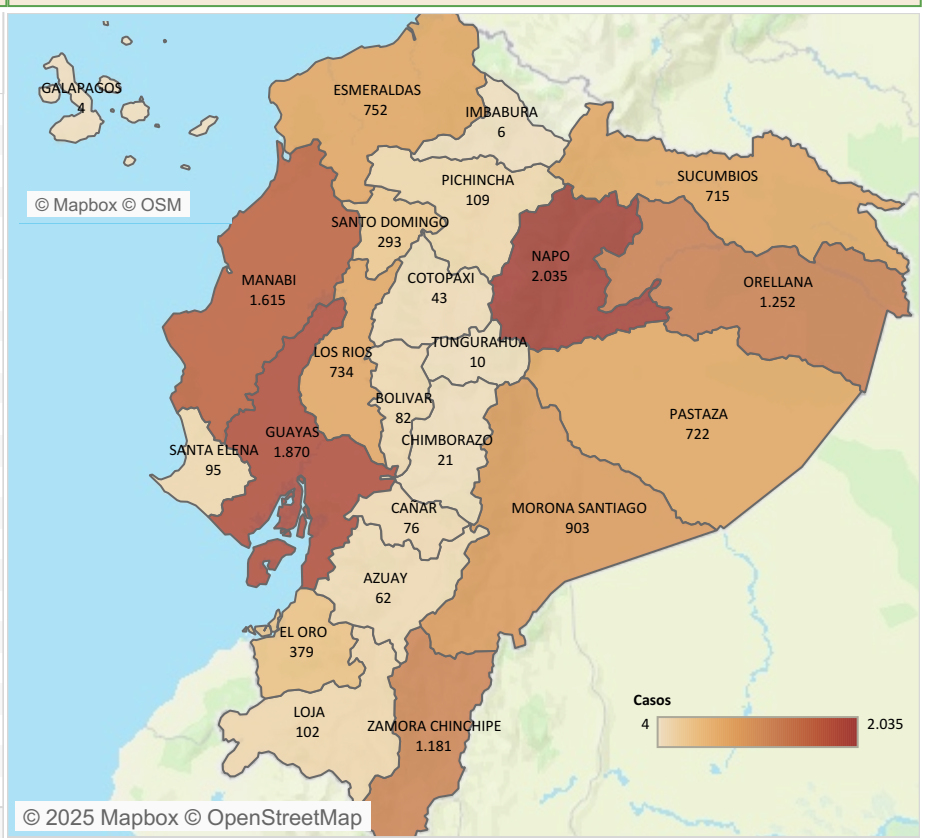 GALAPAGOS
4
ESMERALDAS
752
IMBABURA
6
© Mapbox © OSM
PICHINCHA
109
SUCUMBIOS
715
SANTO DOMINGO
293
NAPO
2.035
MANABI
1.615
COTOPAXI
43
ORELLANA
1.252
TUNGURAHUA
10
LOS RIOS
734
BOLIVAR
82
PASTAZA
722
GUAYAS
1.870
CHIMBORAZO
21
SANTA ELENA
95
CAÑAR
76
MORONA SANTIAGO
903
AZUAY
62
EL ORO
379
LOJA
102
ZAMORA CHINCHIPE
1.181
Casos
4 2.035
© 2025 Mapbox © OpenStreetMap